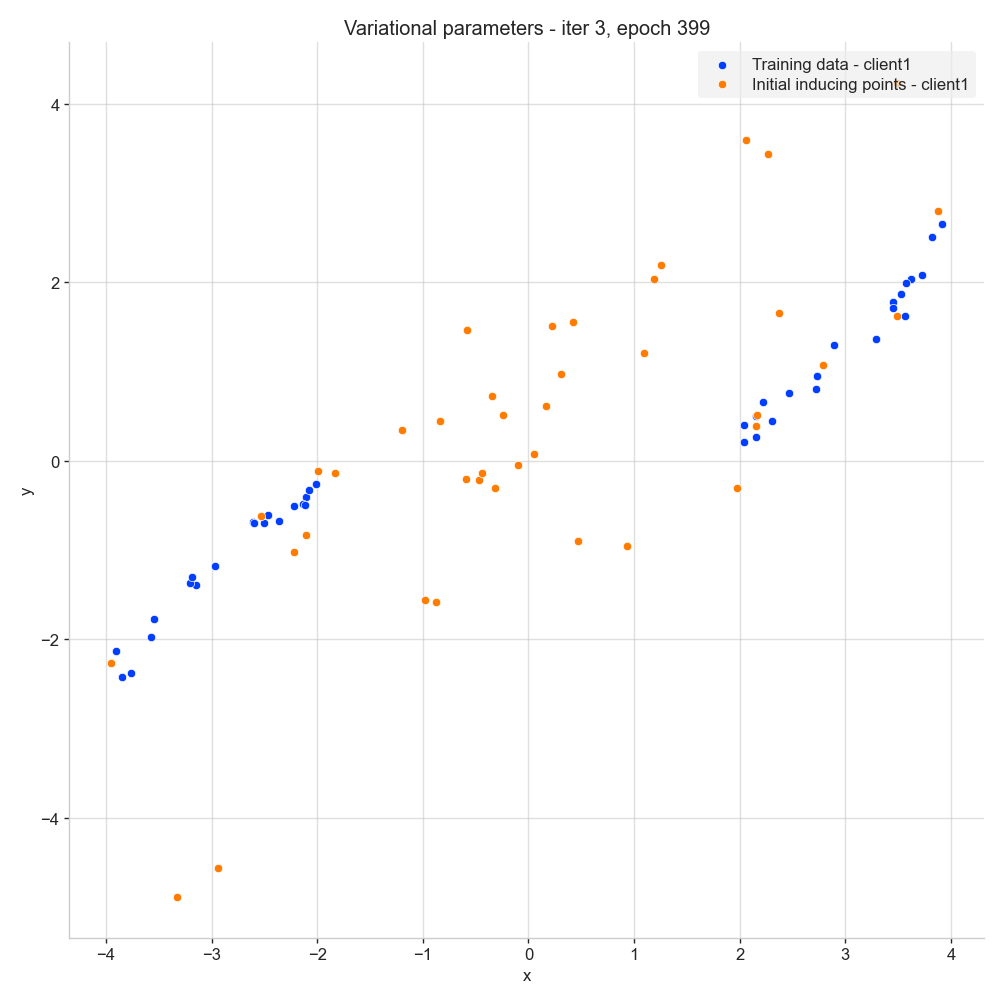 Variational parameters - iter 3, epoch 399
Training data - client1
Initial inducing points - client1
4
2
0
−2
−4
y
−4 −3 −2 −1 0 1 2 3 4
x